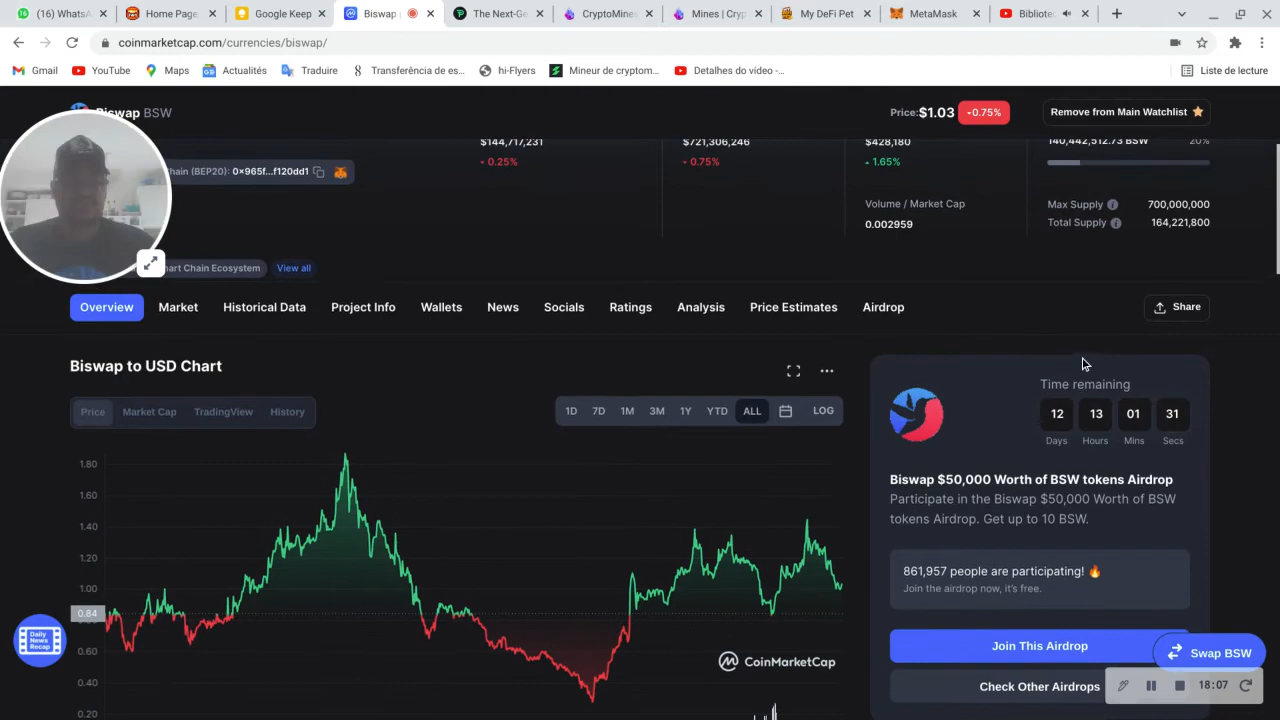 WhatsA
Home Page
Google Keep
Biswap
The Next-Ge
CryptoMines
Mines | Cryp
My Defi Pet
MetaMask
Bibliotec
coinmarketcap.com/currencies/biswap/
Gmail
YouTube
Maps
Actualités
Traduire
Transferência de es...
hi-Flyers
Mineur de cryptom...
Detalhes do vídeo -...
Liste de lecture
Biswap BSW
Price:$1.03
-0.75%
Remove from Main Watchlist
$144,717,231
$721,306,246
$428,180
140,442,512.73 BSW
20%
0.25%
0.75%
1.65%
hain (BEP20): 0x965f...f120dd1
Volume / Market Cap
0.002959
Max Supply
700,000,000
Total Supply
164,221,800
art Chain Ecosystem
View all
Overview
Market
Historical Data
Project Info
Wallets
News
Socials
Ratings
Analysis
Price Estimates
Airdrop
Share
Biswap to USD Chart
Price
Market Cap
TradingView
History
1D
7D
1M
3M
1Y
YTD
ALL
LOG
1.80
1.60
1.40
1.20
1.00
0.84
0.60
0.40
0.20
CoinMarketCap
Time remaining
12
13
01
31
Days
Hours
Mins
Secs
Biswap $50,000 Worth of BSW tokens Airdrop
Participate in the Biswap $50,000 Worth of BSW
tokens Airdrop. Get up to 10 BSW.
861,957 people are participating! 🔥
Join the airdrop now, it's free.
Join This Airdrop
Check Other Airdrops
Swap BSW
18:07
Daily
News
Recap